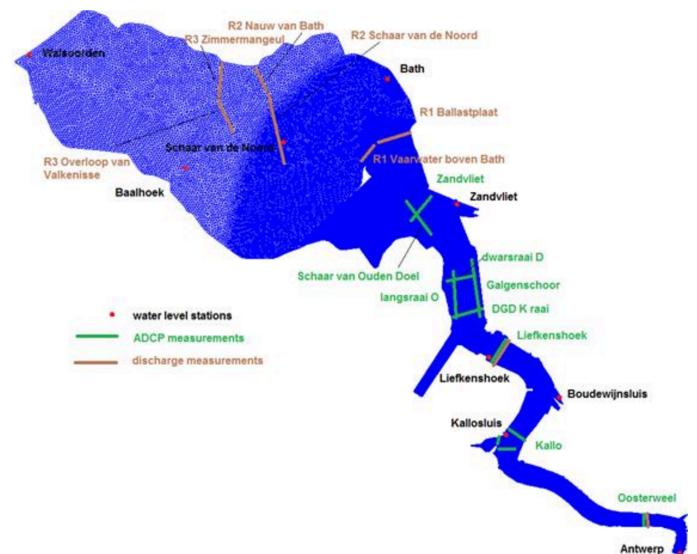 R2 Nauw van Bath
R3 Zimmermangeul
R2 Schaar van de Noord
Walsoorden
Bath
R1 Ballastplaat
Schaar van de Noord
R3 Overloop van
Valkenisse
R1 Vaarwater boven Bath
Baalhoek
Zandvliet
Zandvliet
Schaar van Ouden Doel
dwarsraai D
langsraai O
Galgenschoor
DGD K raai
water level stations
ADCP measurements
discharge measurements
Liefkenshoek
Liefkenshoek
Boudewijnsluis
Kallosluis
Kallo
Oosterweel
Antwerp